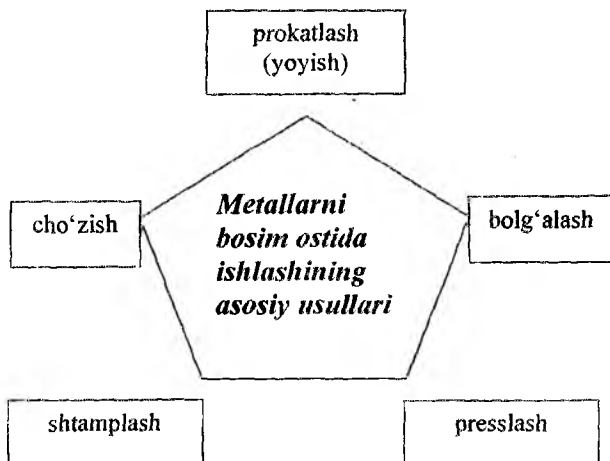 prokatlash
(yoyish)
cho‘zish
Metallarni
bosim ostida
ishlashining
asosiy usullari
bolg‘alash
shtamplash
presslash